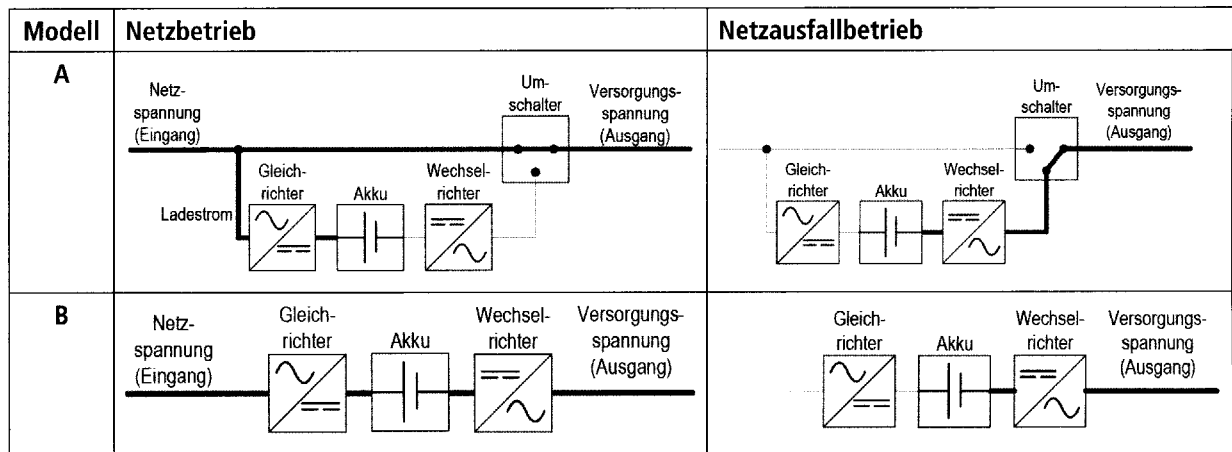 Modell
Netzbetrieb
Netzausfallbetrieb
A
Netz-
spannung
(Eingang)
Um-
schalter
Versorgungs-
spannung
(Ausgang)
Ladestrom
Gleich-
richter
Akku
Wechsel-
richter
Um-
schalter
Versorgungs-
spannung
(Ausgang)
Gleich-
richter
Akku
Wechsel-
richter
B
Netz-
spannung
(Eingang)
Gleich-
richter
Akku
Wechsel-
richter
Versorgungs-
spannung
(Ausgang)
Gleich-
richter
Akku
Wechsel-
richter
Versorgungs-
spannung
(Ausgang)